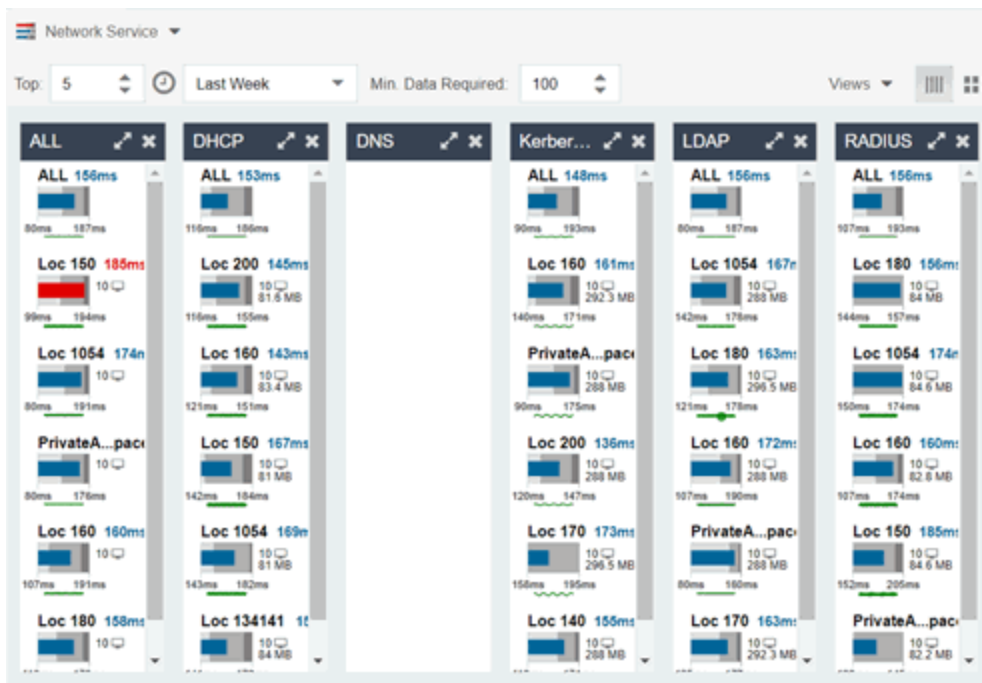 Network Service
Top: 5 Last Week Min. Data Required: 100 Views
ALL
ALL 156ms
80ms 187ms
Loc 150 185ms
10
99ms 194ms
Loc 1054
10
80ms 191ms
PrivateA...pace
10
80ms 176ms
Loc 160 160ms
10
107ms 191ms
Loc 180 158ms
10
DHCP
ALL 153ms
116ms 186ms
Loc 200 145ms
10
81.6 MB
116ms 155ms
Loc 160 143ms
10
83.4 MB
121ms 151ms
Loc 150 167ms
10
81 MB
142ms 184ms
Loc 1054
10
81 MB
143ms 182ms
Loc 134141
10
84 MB
DNS
Kerber...
ALL 148ms
90ms 193ms
Loc 160 161ms
10
292.3 MB
140ms 171ms
PrivateA...pace
10
288 MB
90ms 175ms
Loc 200 136ms
10
288 MB
120ms 147ms
Loc 170 173ms
10
296.5 MB
158ms 195ms
Loc 140 155ms
10
288 MB
LDAP
ALL 156ms
80ms 187ms
Loc 1054
10
288 MB
142ms 178ms
Loc 180 163ms
10
296.5 MB
121ms 178ms
Loc 160 172ms
10
288 MB
107ms 190ms
PrivateA...pac
10
288 MB
80ms 160ms
Loc 170 163ms
10
292.3 MB
RADIUS
ALL 156ms
107ms 193ms
Loc 180 156ms
10
84 MB
544ms 157ms
Loc 1054
10
84.6 MB
150ms 174ms
Loc 160 160ms
10
82.8 MB
107ms 174ms
Loc 150 185ms
10
84.6 MB
152ms 205ms
PrivateA...pac
10
82.2 MB